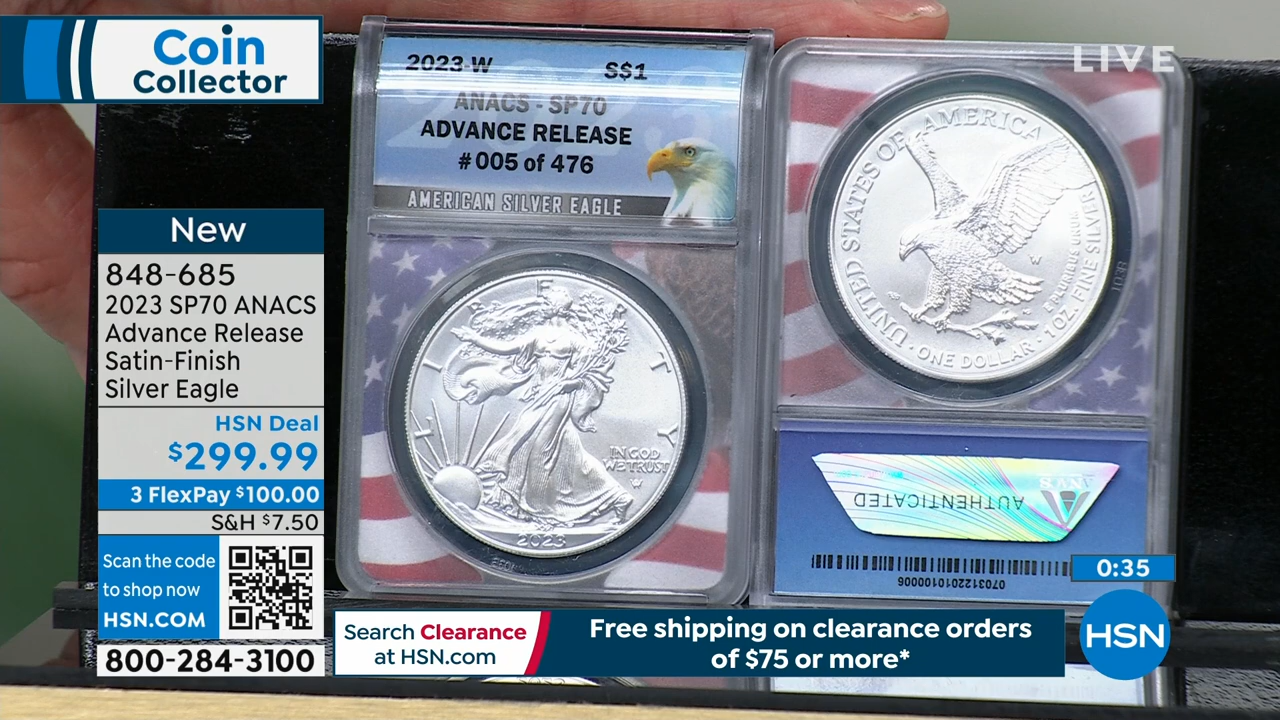 Coin
Collector
LIVE
New
848-685
2023 SP70 ANACS
Advance Release
Satin-Finish
Silver Eagle
HSN Deal
$299.99
3 FlexPay $100.00
S&H $7.50
Scan the code
to shop now
HSN.COM
800-284-3100
2023-W S$1
ANACS - SP70
ADVANCE RELEASE
#005 of 476
AMERICAN SILVER EAGLE
LIBERTY
IN GOD
WE TRUST
W
2023
UNITED STATES OF AMERICA
W
E PLURIBUS UNUM
1 OZ. FINE SILVER
ONE DOLLAR
ANACS
AUTHENTICATED
0:35
Search Clearance
at HSN.com
Free shipping on clearance orders
of $75 or more*
HSN